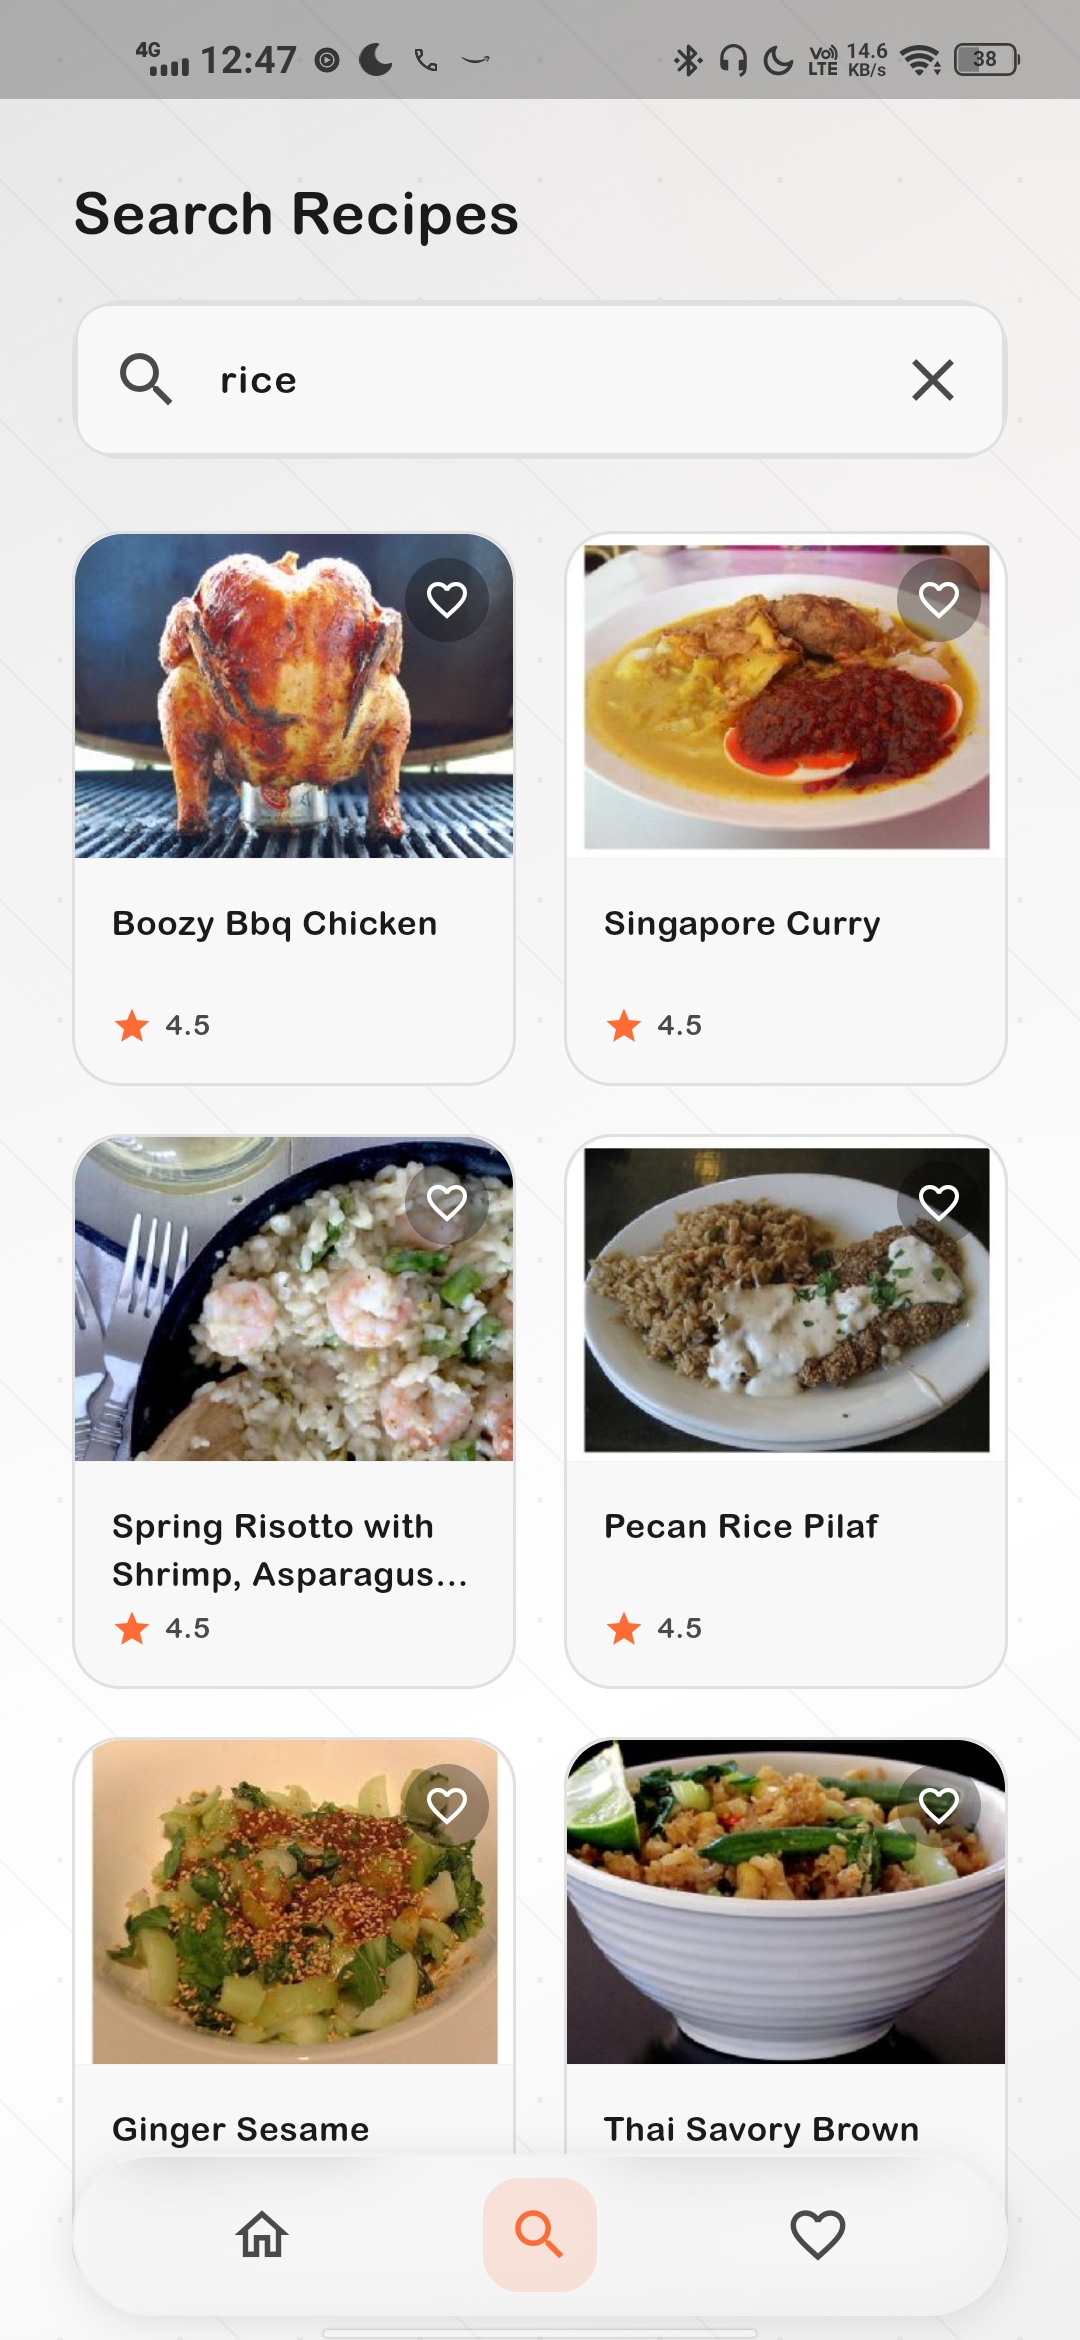 4G 12:47 Vo) LTE 14.6 KB/s 38
Search Recipes
rice
Boozy Bbq Chicken
4.5
Singapore Curry
4.5
Spring Risotto with
Shrimp, Asparagus...
4.5
Pecan Rice Pilaf
4.5
Ginger Sesame
Thai Savory Brown